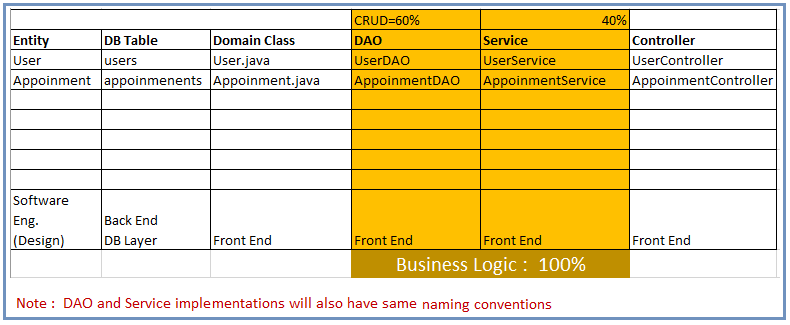 CRUD=60% 40%
Entity DB Table Domain Class DAO Service Controller
User users User.java UserDAO UserService UserController
Appoinment appoinmenents Appoinment.java AppoinmentDAO AppoinmentService AppoinmentController
Software
Eng. Back End
(Design) DB Layer Front End Front End Front End Front End
Business Logic : 100%
Note : DAO and Service implementations will also have same naming conventions